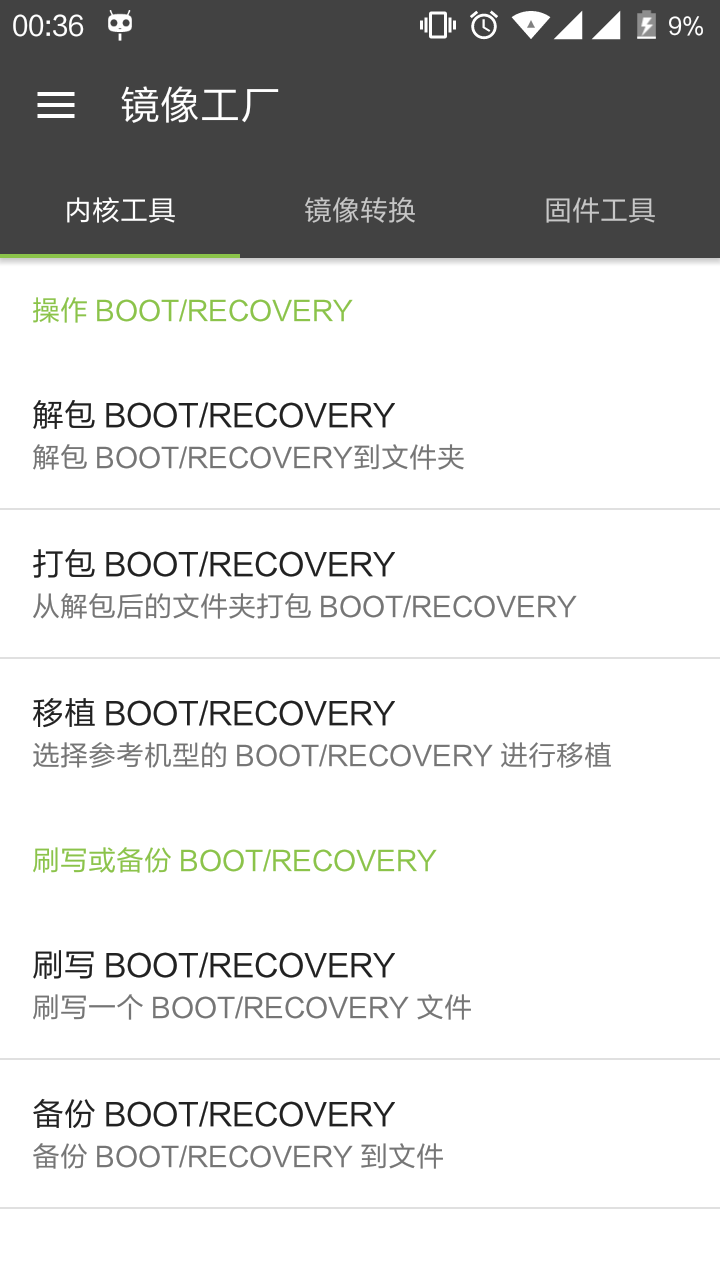 00:36 9%
镜像工厂
内核工具 镜像转换 固件工具
操作 BOOT/RECOVERY
解包 BOOT/RECOVERY
解包 BOOT/RECOVERY到文件夹
打包 BOOT/RECOVERY
从解包后的文件夹打包 BOOT/RECOVERY
移植 BOOT/RECOVERY
选择参考机型的 BOOT/RECOVERY 进行移植
刷写或备份 BOOT/RECOVERY
刷写 BOOT/RECOVERY
刷写一个 BOOT/RECOVERY 文件
备份 BOOT/RECOVERY
备份 BOOT/RECOVERY 到文件